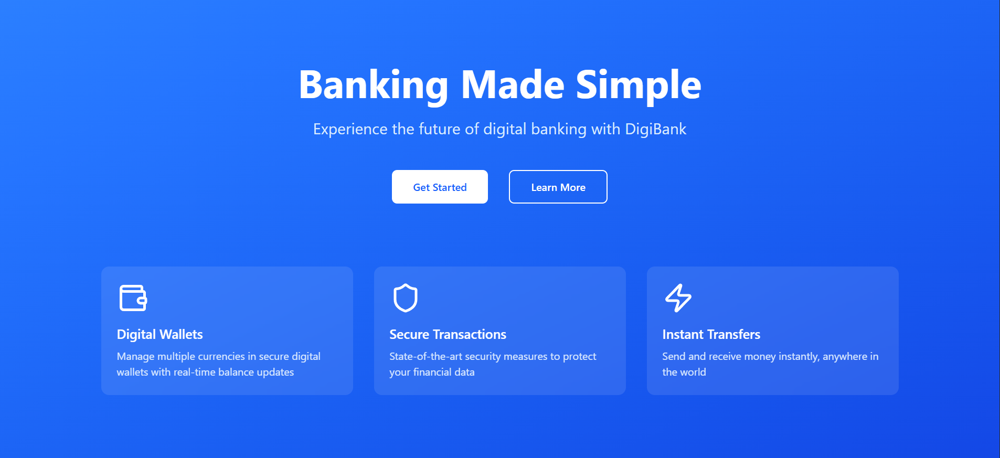 Banking Made Simple
Experience the future of digital banking with DigiBank
Get Started
Learn More
Digital Wallets
Manage multiple currencies in secure digital
wallets with real-time balance updates
Secure Transactions
State-of-the-art security measures to protect
your financial data
Instant Transfers
Send and receive money instantly, anywhere in
the world